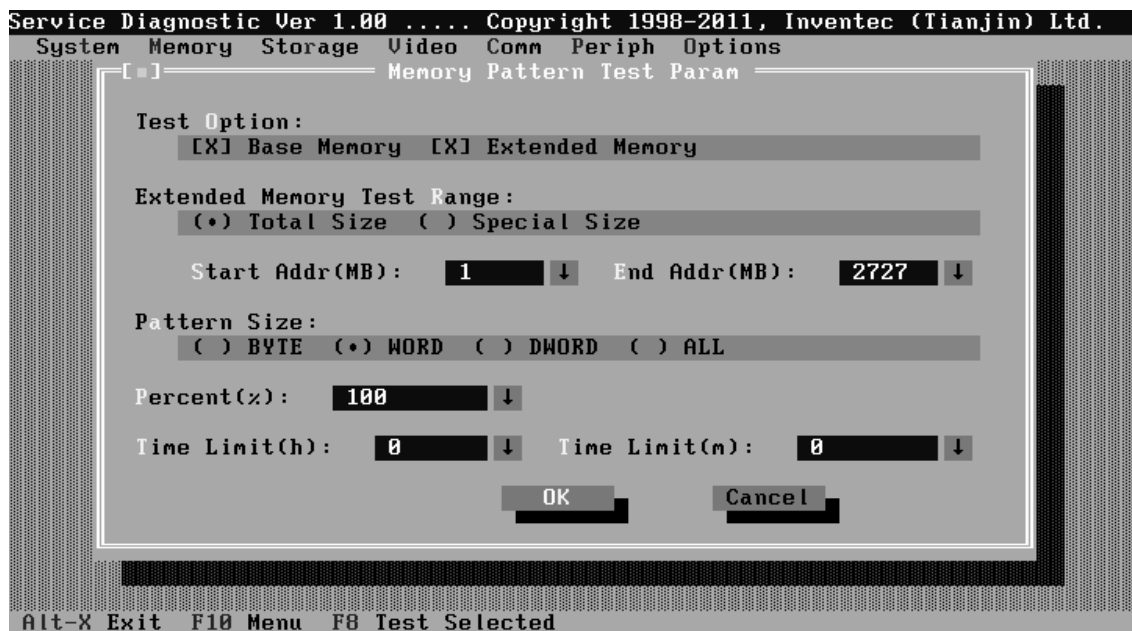 Service Diagnostic Ver 1.00 ..... Copyright 1998-2011, Inventec (Tianjin) Ltd.
System Memory Storage Video Comm Periph Options
[■] Memory Pattern Test Param
Test Option:
[X] Base Memory [X] Extended Memory
Extended Memory Test Range:
(•) Total Size ( ) Special Size
Start Addr(MB): 1 ↓ End Addr(MB): 2727 ↓
Pattern Size:
( ) BYTE (•) WORD ( ) DWORD ( ) ALL
Percent(%): 100 ↓
Time Limit(h): 0 ↓ Time Limit(m): 0 ↓
OK Cancel
Alt-X Exit F10 Menu F8 Test Selected